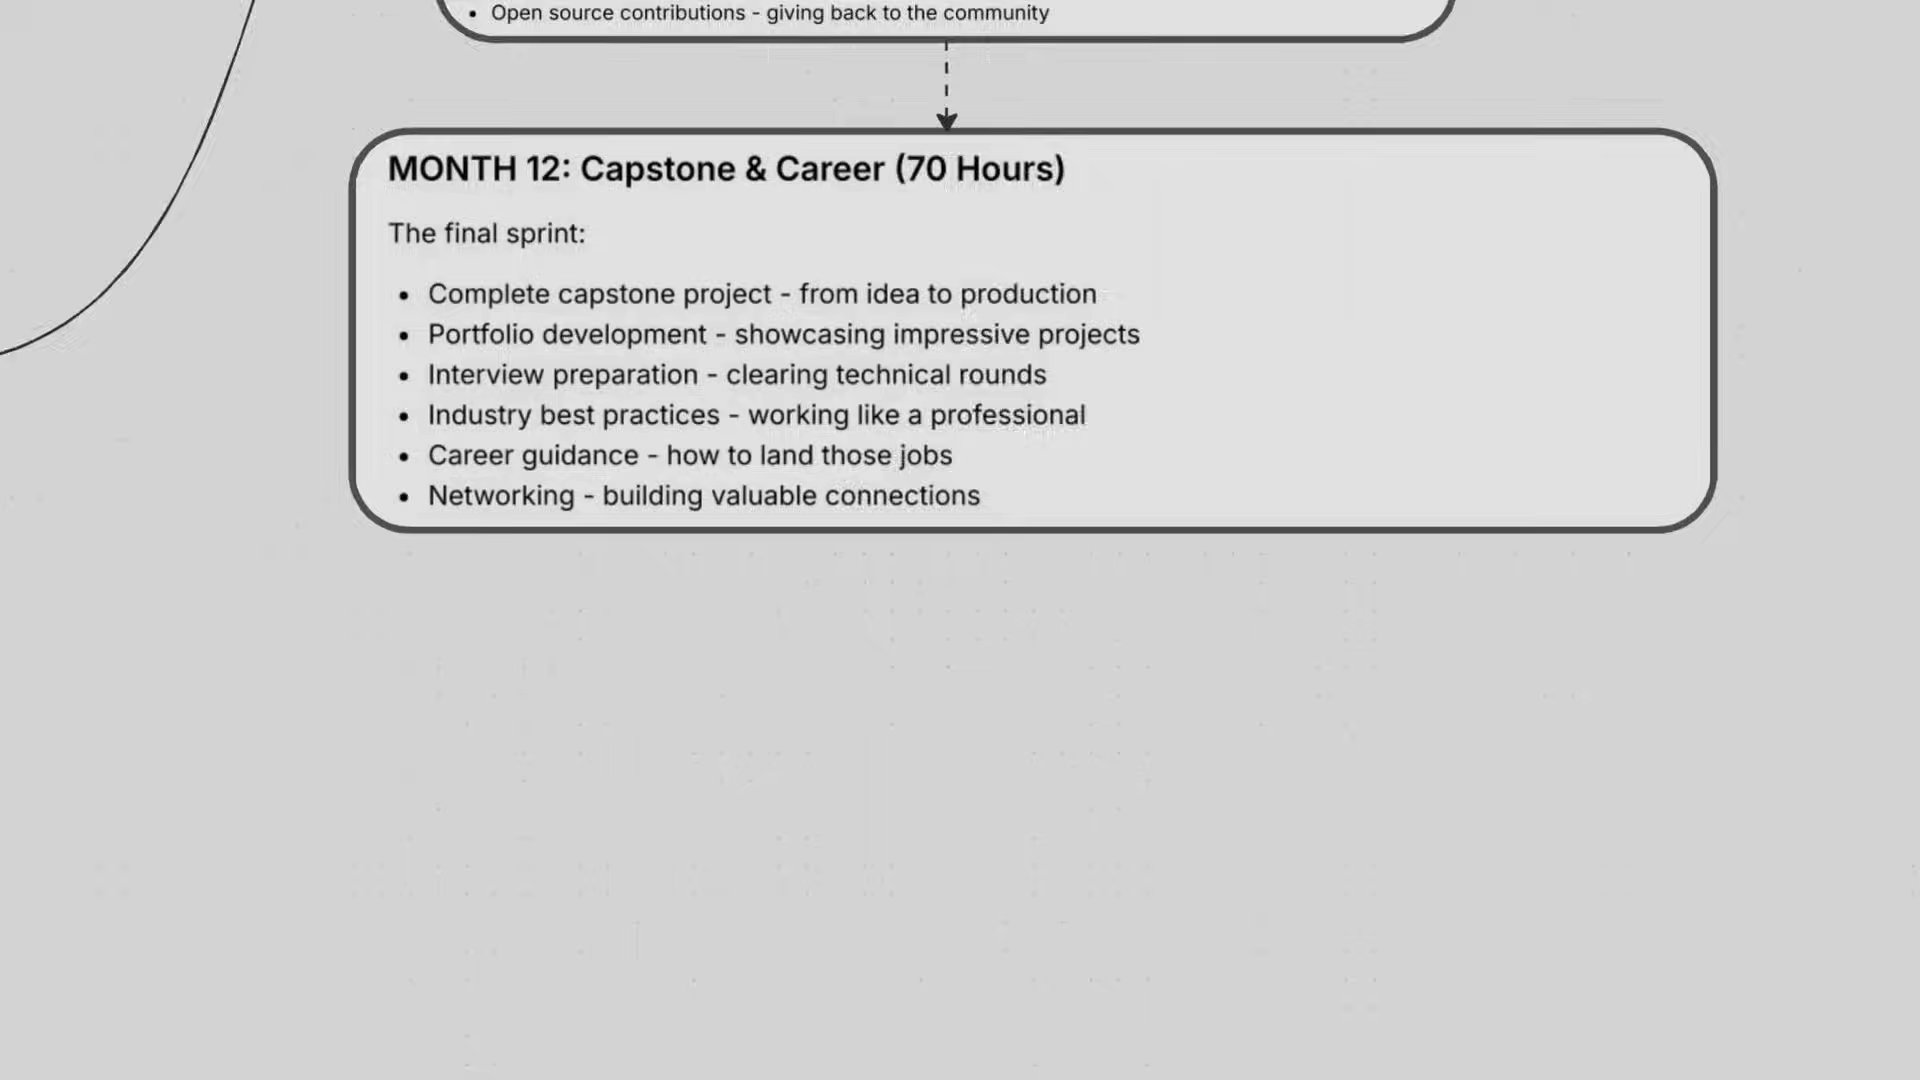 • Open source contributions - giving back to the community
MONTH 12: Capstone & Career (70 Hours)
The final sprint:
• Complete capstone project - from idea to production
• Portfolio development - showcasing impressive projects
• Interview preparation - clearing technical rounds
• Industry best practices - working like a professional
• Career guidance - how to land those jobs
• Networking - building valuable connections